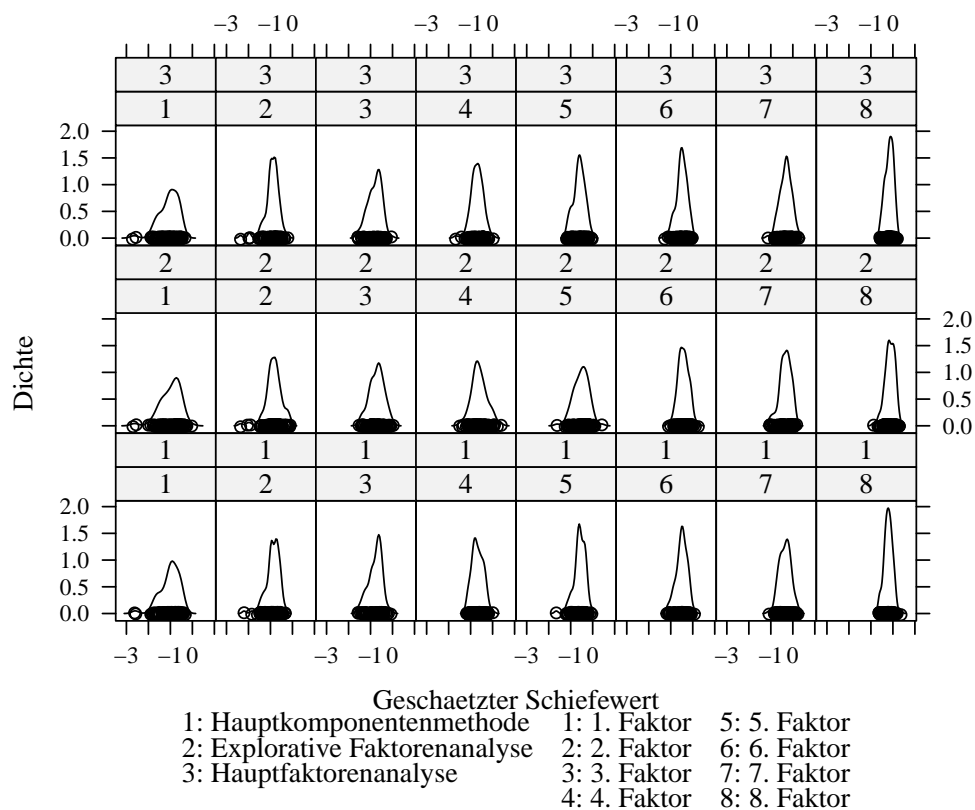 −3 −1 0 −3 −1 0 −3 −1 0 −3 −1 0
3 3 3 3 3 3 3 3
1 2 3 4 5 6 7 8
2.0
1.5
1.0
0.5
0.0
2 2 2 2 2 2 2 2
1 2 3 4 5 6 7 8
2.0
1.5
1.0
0.5
0.0
Dichte
1 1 1 1 1 1 1 1
1 2 3 4 5 6 7 8
2.0
1.5
1.0
0.5
0.0
−3 −1 0 −3 −1 0 −3 −1 0 −3 −1 0
Geschaetzter Schiefewert
1: Hauptkomponentenmethode 1: 1. Faktor 5: 5. Faktor
2: Explorative Faktorenanalyse 2: 2. Faktor 6: 6. Faktor
3: Hauptfaktorenanalyse 3: 3. Faktor 7: 7. Faktor
4: 4. Faktor 8: 8. Faktor